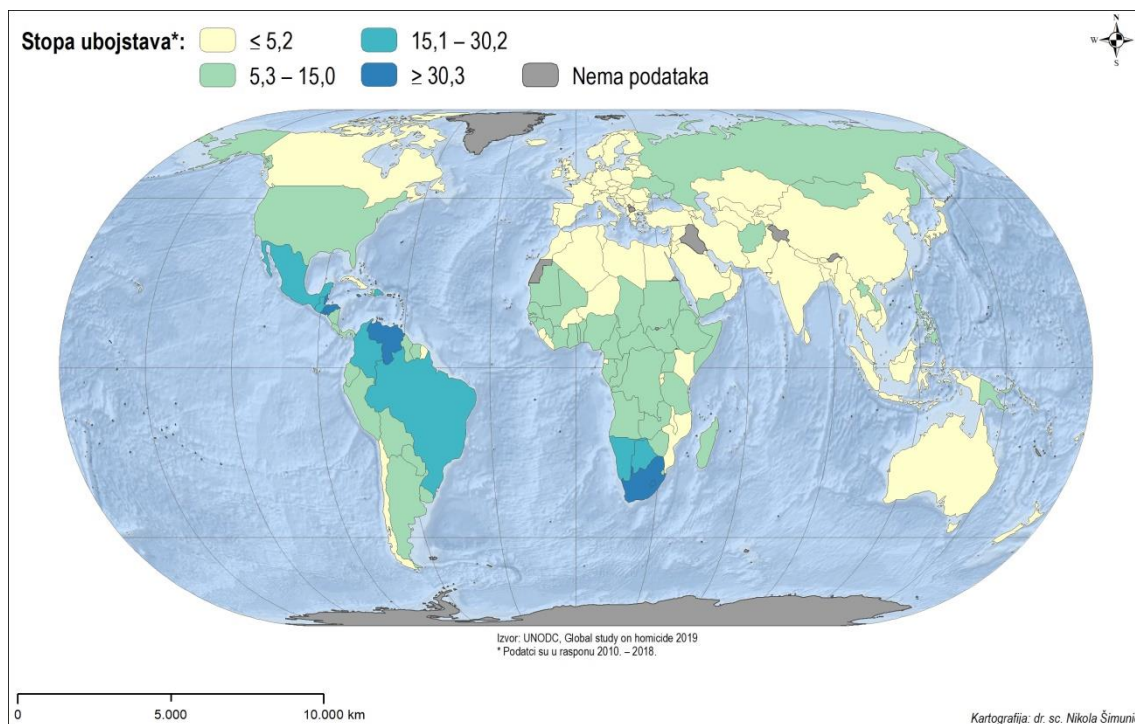 Stopa ubojstava*:
≤ 5,2
15,1 – 30,2
5,3 – 15,0
≥ 30,3
Nema podataka
N
W
E
S
Izvor: UNODC, Global study on homicide 2019
* Podatci su u rasponu 2010. – 2018.
0 5.000 10.000 km
Kartografija: dr. sc. Nikola Šimuni